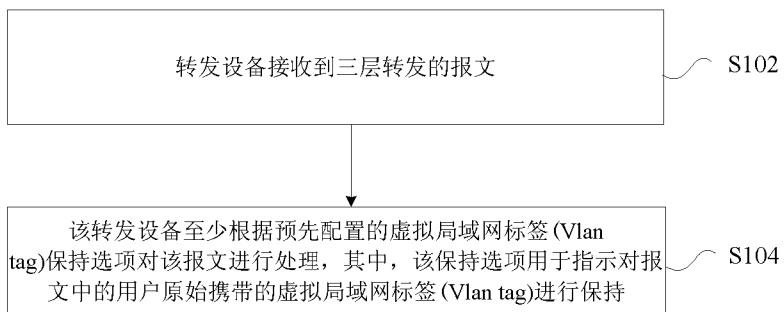 转发设备接收到三层转发的报文
S102
该转发设备至少根据预先配置的虚拟局域网标签(Vlan
tag)保持选项对该报文进行处理，其中，该保持选项用于指示对报
文中的用户原始携带的虚拟局域网标签(Vlan tag)进行保持
S104